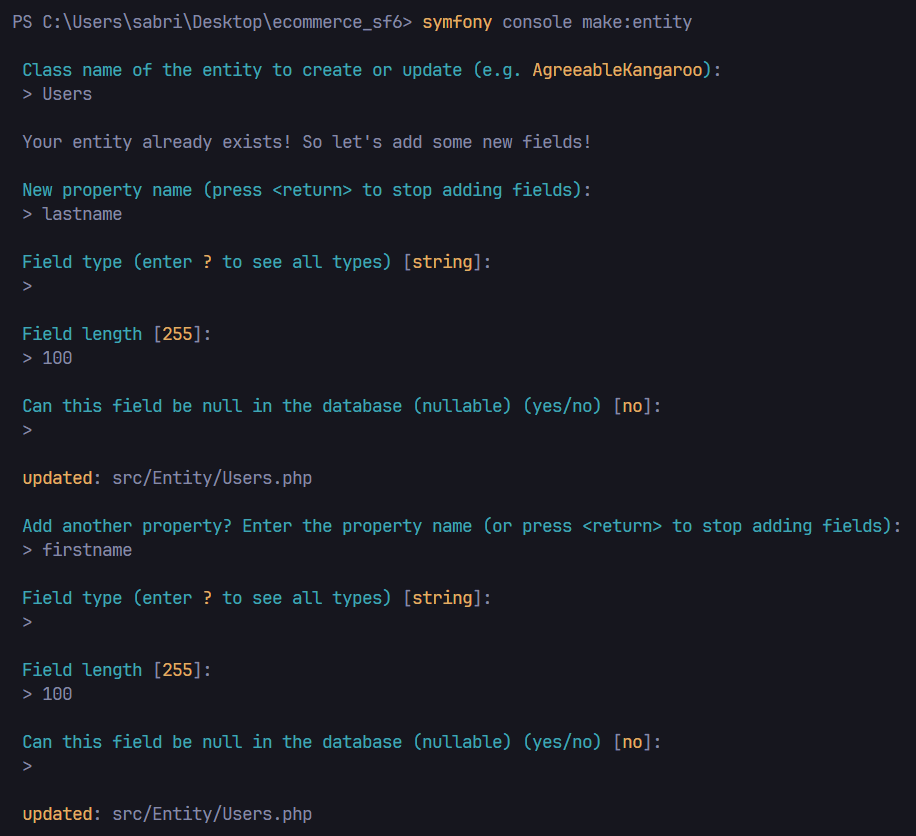 PS C:\Users\sabri\Desktop\ecommerce_sf6> symfony console make:entity
Class name of the entity to create or update (e.g. AgreeableKangaroo):
> Users
Your entity already exists! So let's add some new fields!
New property name (press <return> to stop adding fields):
> lastname
Field type (enter ? to see all types) [string]:
>
Field length [255]:
> 100
Can this field be null in the database (nullable) (yes/no) [no]:
>
updated: src/Entity/Users.php
Add another property? Enter the property name (or press <return> to stop adding fields):
> firstname
Field type (enter ? to see all types) [string]:
>
Field length [255]:
> 100
Can this field be null in the database (nullable) (yes/no) [no]:
>
updated: src/Entity/Users.php